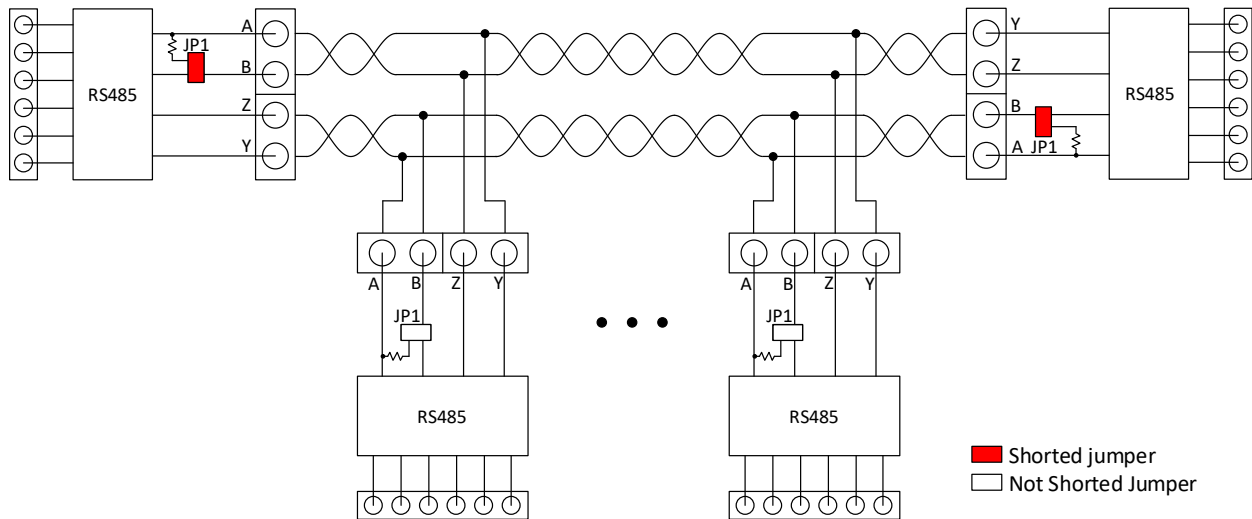 A
JP1
B
RS485
Z
Y
Y
Z
RS485
B
A
JP1
A B Z Y
JP1
RS485
A B Z Y
JP1
RS485
Shorted jumper
Not Shorted Jumper